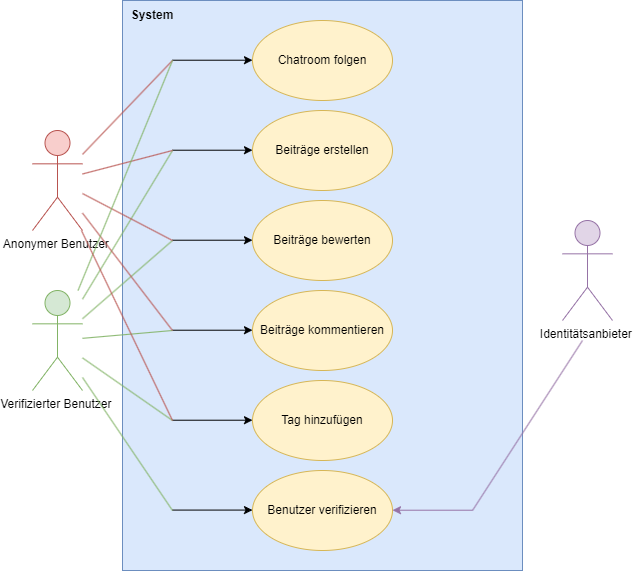 System
Chatroom folgen
Beiträge erstellen
Anonymer Benutzer
Beiträge bewerten
Identitätsanbieter
Beiträge kommentieren
Verifizierter Benutzer
Tag hinzufügen
Benutzer verifizieren